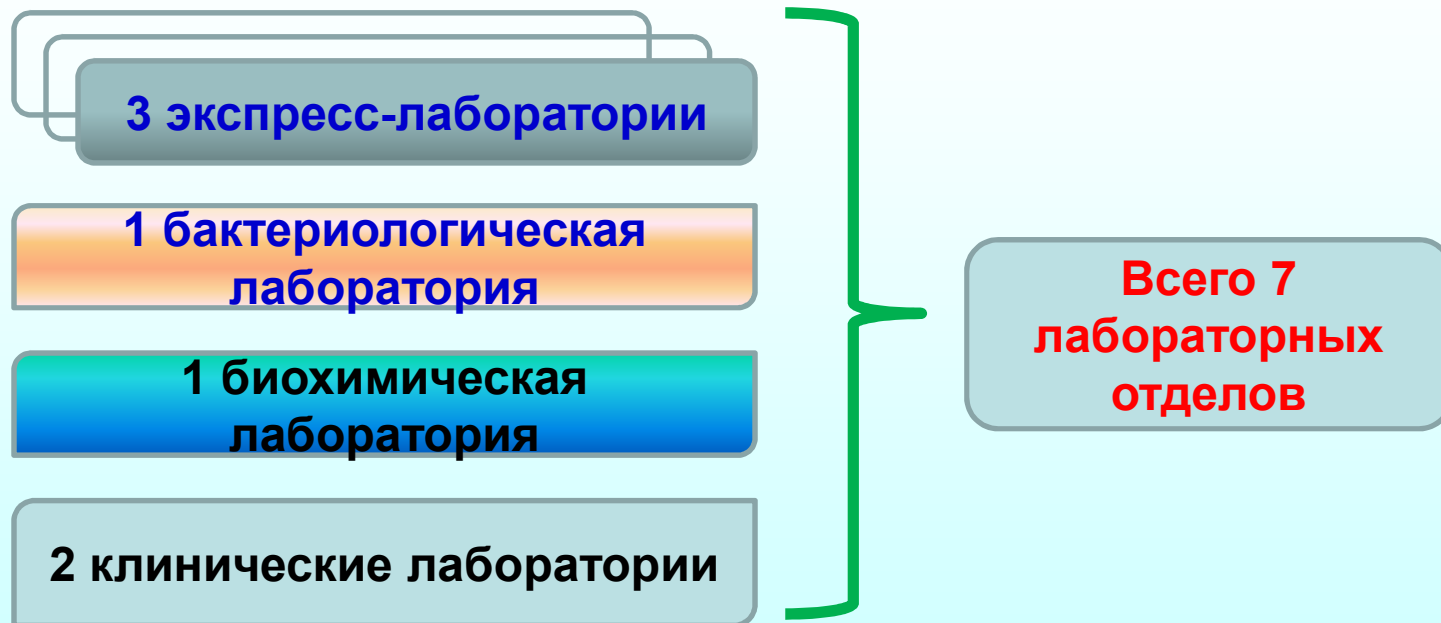 3 экспресс-лаборатории
1 бактериологическая
лаборатория
1 биохимическая
лаборатория
2 клинические лаборатории
Всего 7
лабораторных
отделов